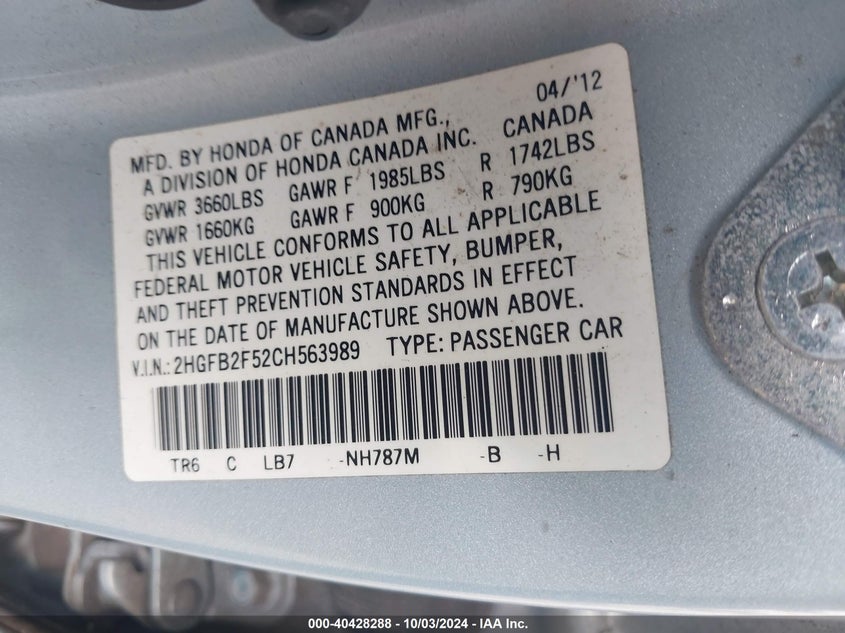 04/'12
MFD. BY HONDA OF CANADA MFG.,
A DIVISION OF HONDA CANADA INC. CANADA
GVWR 3660LBS GAWR F 1985LBS R 1742LBS
GVWR 1660KG GAWR F 900KG R 790KG
THIS VEHICLE CONFORMS TO ALL APPLICABLE
FEDERAL MOTOR VEHICLE SAFETY, BUMPER,
AND THEFT PREVENTION STANDARDS IN EFFECT
ON THE DATE OF MANUFACTURE SHOWN ABOVE.
V.I.N.: 2HGFB2F52CH563989 TYPE: PASSENGER CAR
TR6 C LB7 -NH787M -B -H
000-40428288 - 10/03/2024 - IAA Inc.